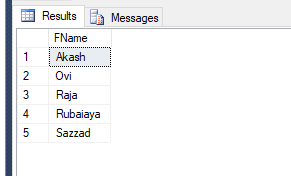 Results Messages
FName
1 Akash
2 Ovi
3 Raja
4 Rubaiaya
5 Sazzad